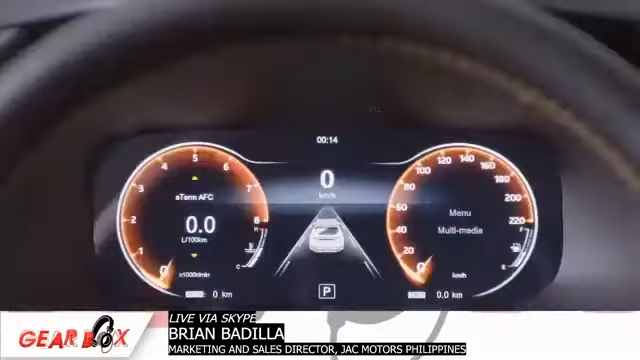 00:14
4 5 6
3 7
2 8
1
0
sTerm AFC
0.0
L/100km
x1000r/min
H
C
0 km
0
km/h
P
100 120 140 160
80 180
60 200
40 220
20
0
Menu
Multi-media
km/h
F
E
0.0 km
LIVE VIA SKYPE
GEAR BOX
BRIAN BADILLA
MARKETING AND SALES DIRECTOR, JAC MOTORS PHILIPPINES